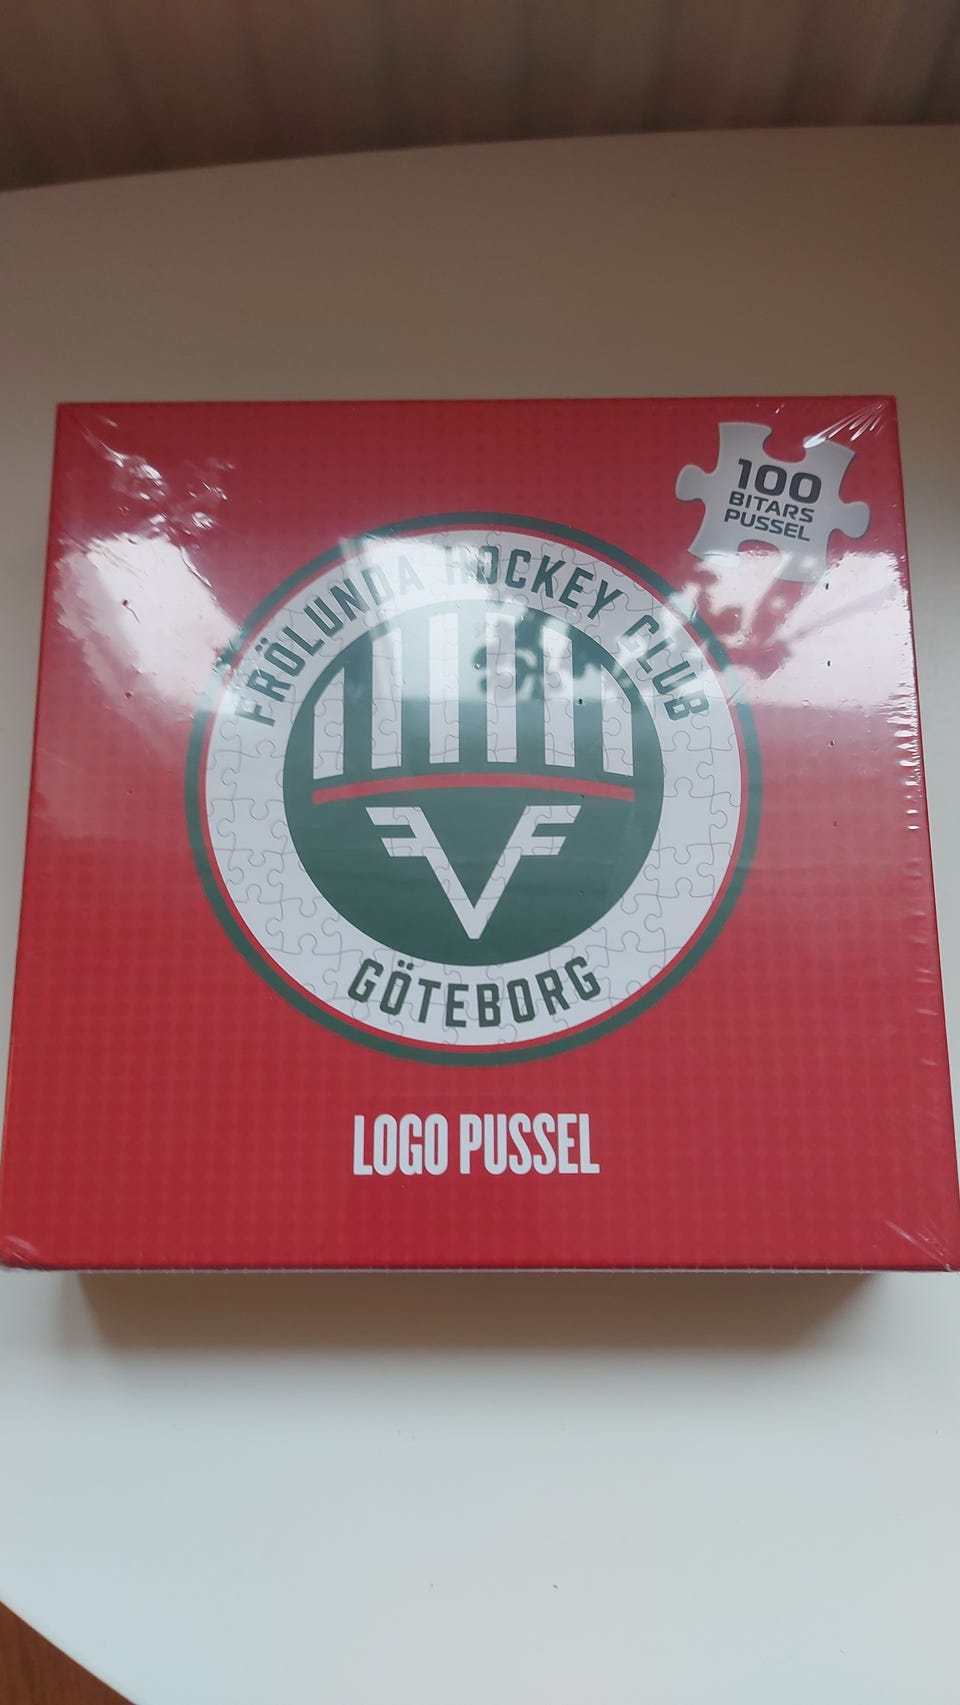 100
BITARS
PUSSEL
FRÖLUNDA HOCKEY CLUB
GÖTEBORG
LOGO PUSSEL